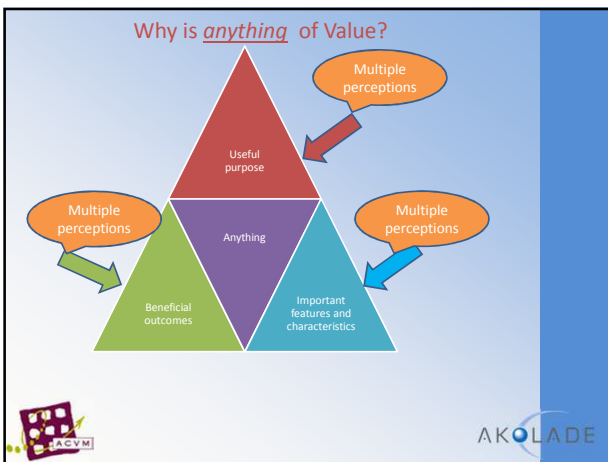 Why is anything of Value?
Multiple
perceptions
Useful
purpose
Multiple
perceptions
Multiple
perceptions
Anything
Beneficial
outcomes
Important
features and
characteristics
ACVM
AKOLADE